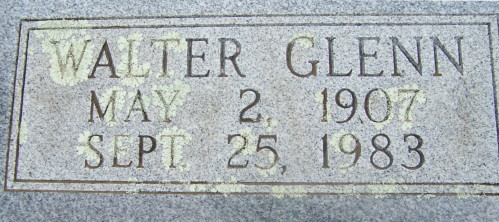 WALTER GLENN
MAY 2, 1907
SEPT. 25, 1983